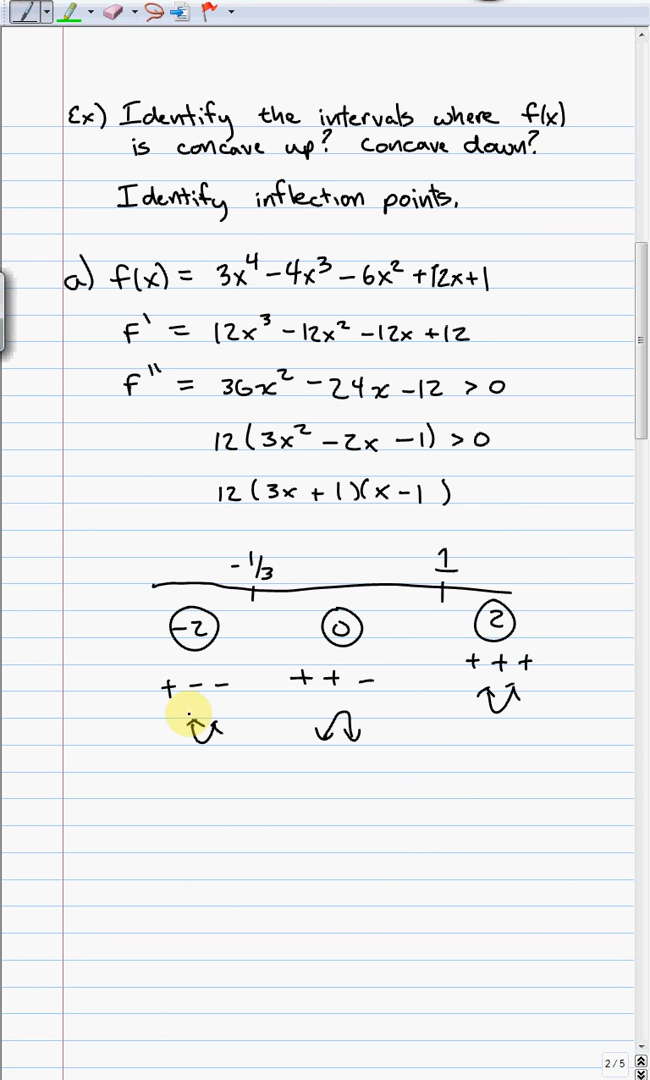 Ex) Identify the intervals where f(x)
is concave up? Concave down?
Identify inflection points.
a) f(x) = 3x⁴ - 4x³ - 6x² + 12x + 1
f' = 12x³ - 12x² - 12x + 12
f'' = 36x² - 24x - 12 > 0
12(3x² - 2x - 1) > 0
12(3x + 1)(x - 1)
-1/3 1
-2 0 2
+ - - + + - + + +
2 / 5